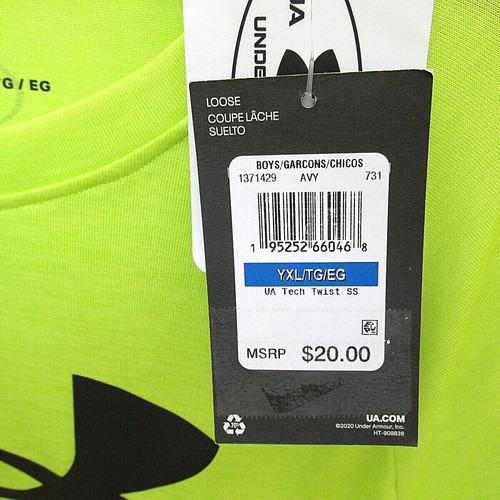 G / EG
UA
UNDE
LOOSE
COUPE LÂCHE
SUELTO
BOYS/GARCONS/CHICOS
1371429 AVY 731
1 95252 66046 8
YXL/TG/EG
UA Tech Twist SS
MSRP $20.00
UA.COM
©2020 Under Armour, Inc.
HT-908836